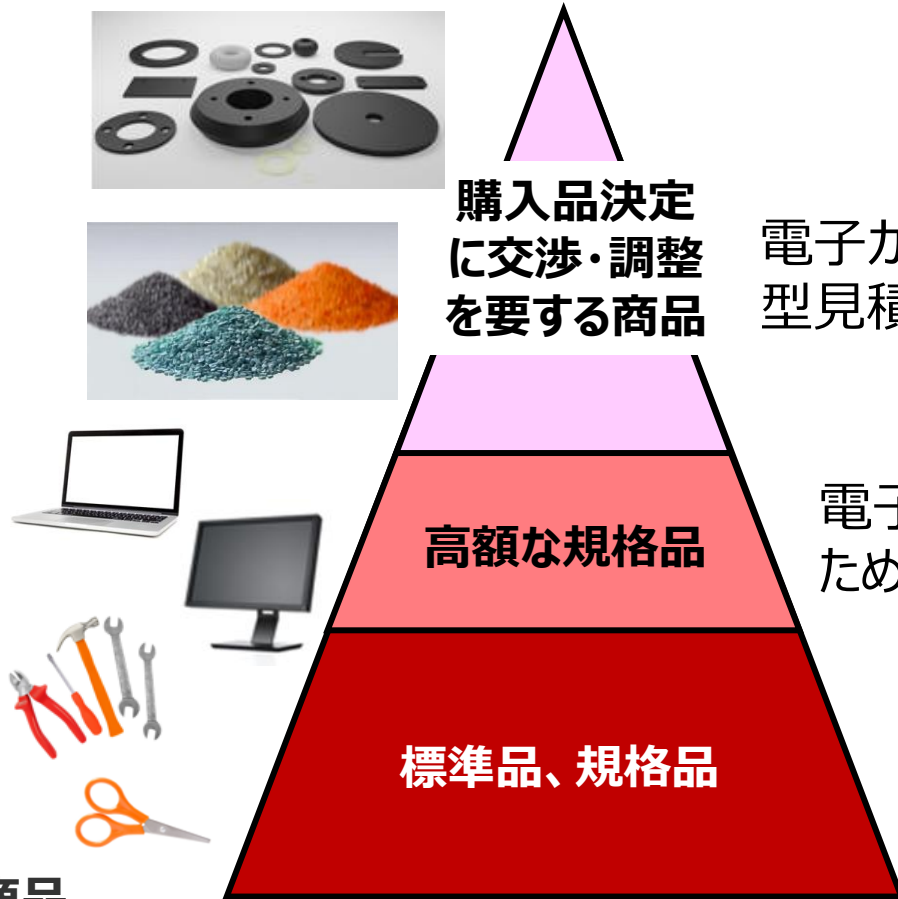 購入品決定
に交渉・調整
を要する商品
電子カ
型見積
高額な規格品
電子
ため
標準品、規格品
額品